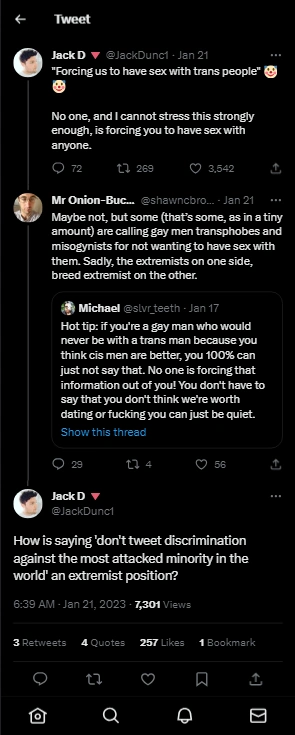 Tweet
Jack D 🔻 @JackDunc1 · Jan 21
"Forcing us to have sex with trans people" 🤡
🤡
No one, and I cannot stress this strongly
enough, is forcing you to have sex with
anyone.
72 269 3,542
Mr Onion-Buc... @shawncbro... · Jan 21
Maybe not, but some (that's some, as in a tiny
amount) are calling gay men transphobes and
misogynists for not wanting to have sex with
them. Sadly, the extremists on one side,
breed extremist on the other.
Michael @slvr_teeth · Jan 17
Hot tip: if you're a gay man who would
never be with a trans man because you
think cis men are better, you 100% can
just not say that. No one is forcing that
information out of you! You don't have to
say that you don't think we're worth
dating or fucking you can just be quiet.
Show this thread
29 4 56
Jack D 🔻
@JackDunc1
How is saying 'don't tweet discrimination
against the most attacked minority in the
world' an extremist position?
6:39 AM · Jan 21, 2023 · 7,301 Views
3 Retweets 4 Quotes 257 Likes 1 Bookmark